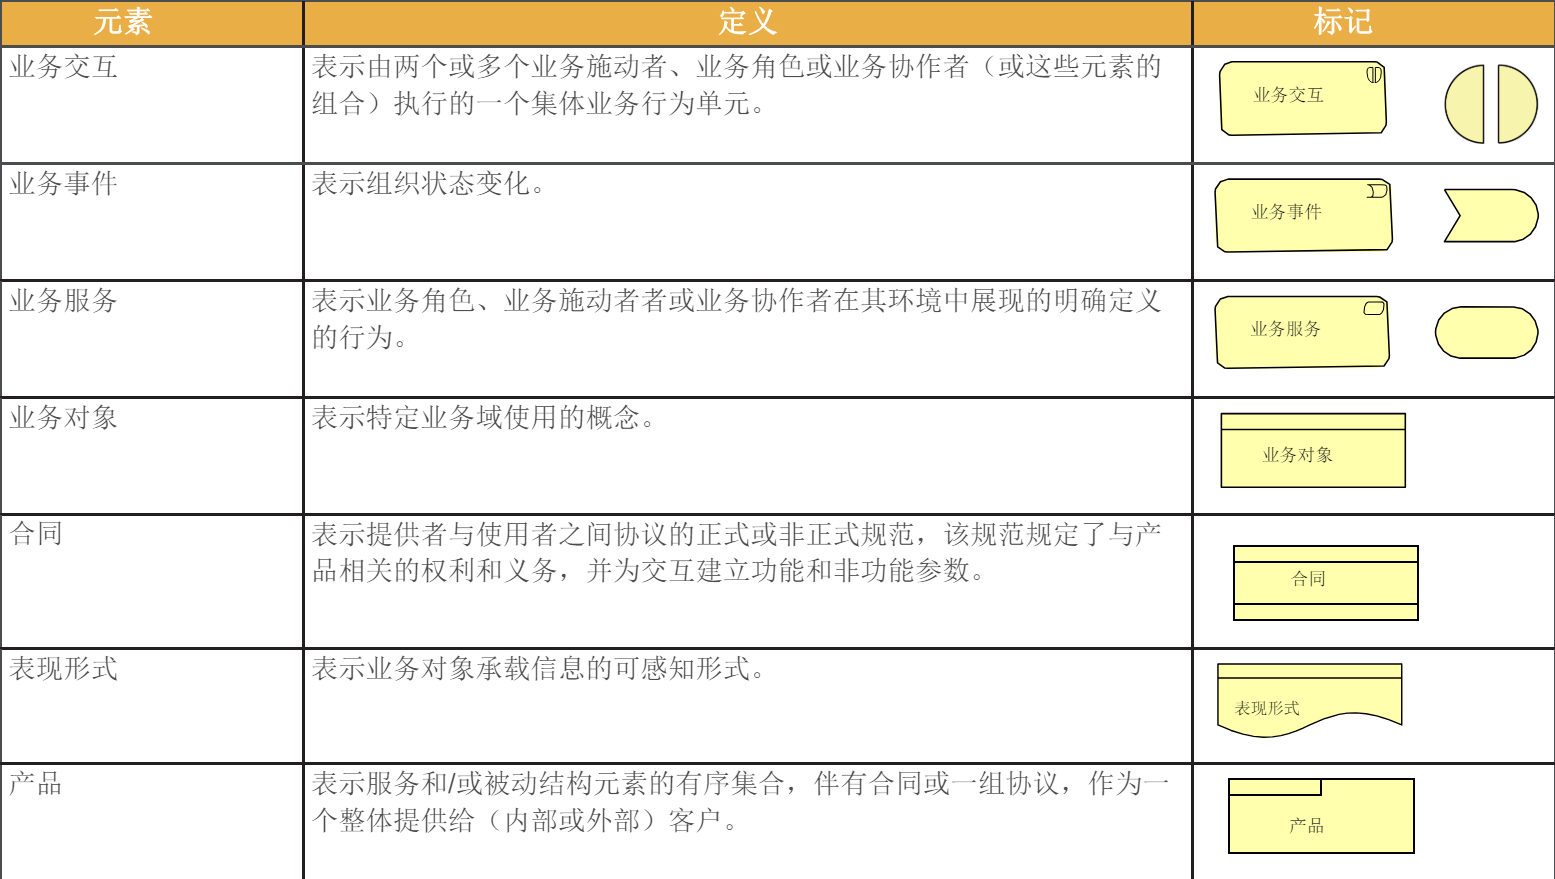 元素 定义 标记
业务交互 表示由两个或多个业务施动者、业务角色或业务协作者（或这些元素的
组合）执行的一个集体业务行为单元。
业务交互
业务事件 表示组织状态变化。
业务事件
业务服务 表示业务角色、业务施动者者或业务协作者在其环境中展现的明确定义
的行为。
业务服务
业务对象 表示特定业务域使用的概念。
业务对象
合同 表示提供者与使用者之间协议的正式或非正式规范，该规范规定了与产
品相关的权利和义务，并为交互建立功能和非功能参数。
合同
表现形式 表示业务对象承载信息的可感知形式。
表现形式
产品 表示服务和/或被动结构元素的有序集合，伴有合同或一组协议，作为一
个整体提供给（内部或外部）客户。
产品